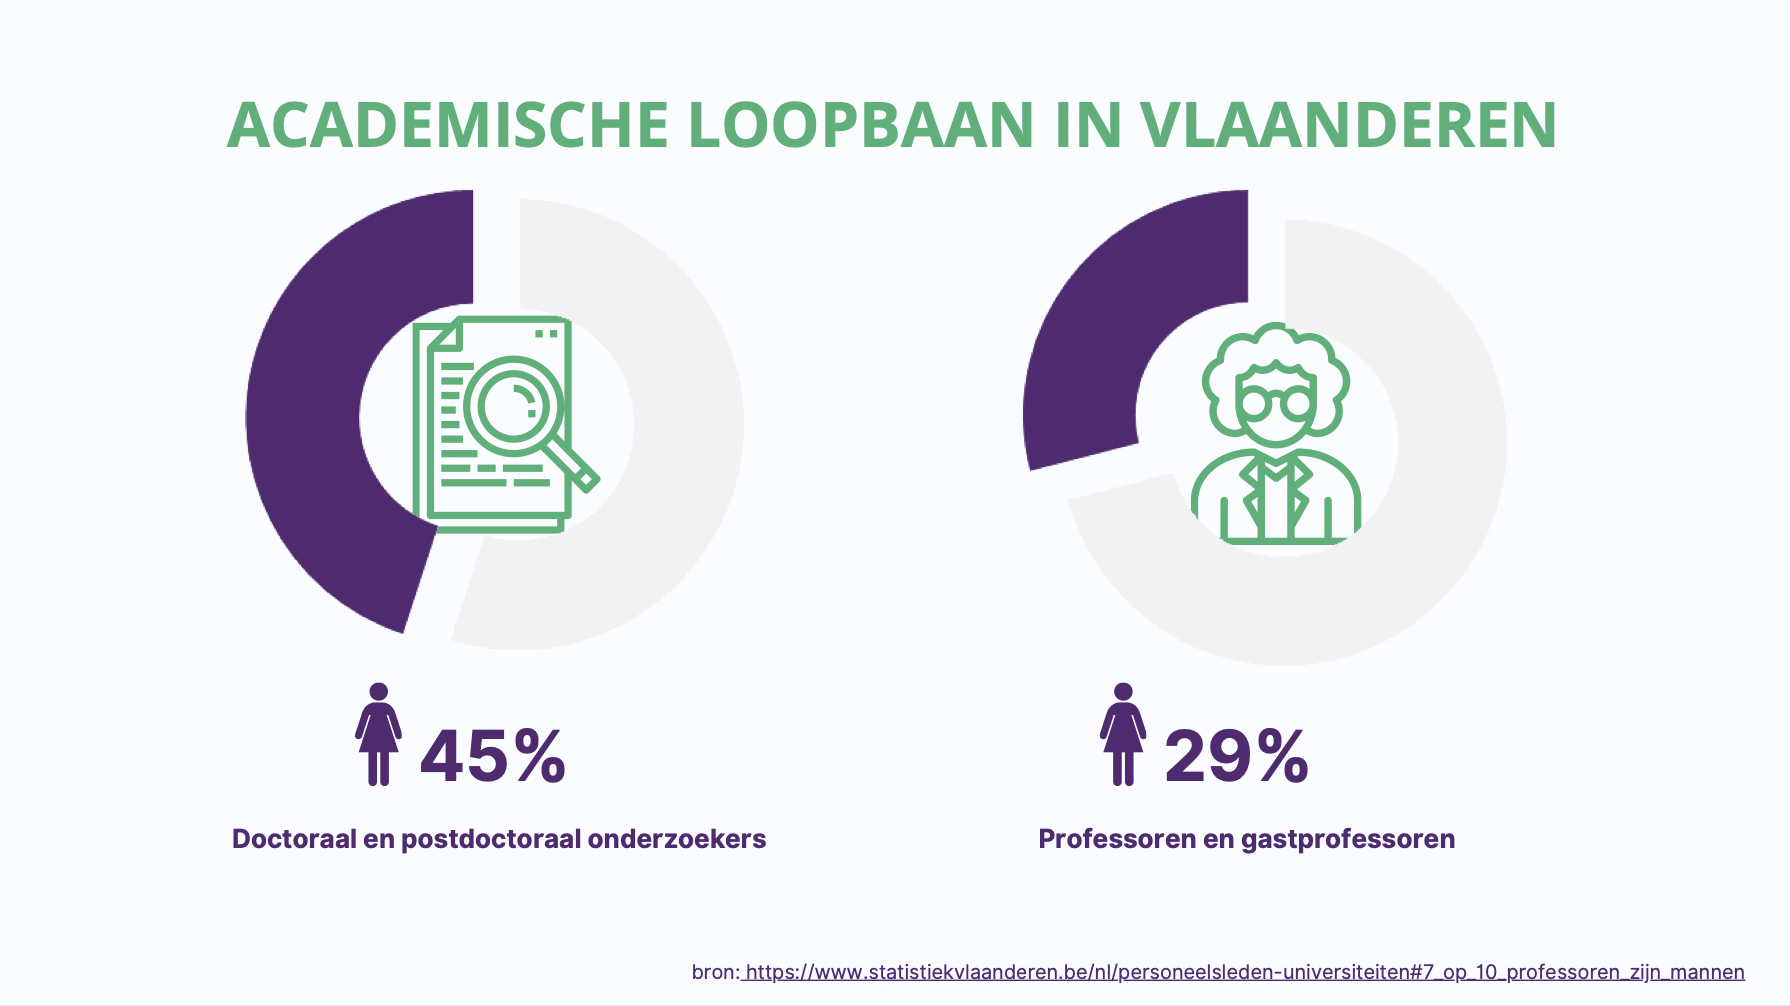 ACADEMISCHE LOOPBAAN IN VLAANDEREN
45%
29%
Doctoraal en postdoctoraal onderzoekers
Professoren en gastprofessoren
bron: https://www.statistiekvlaanderen.be/nl/personeelsleden-universiteiten#7_op_10_professoren_zijn_mannen